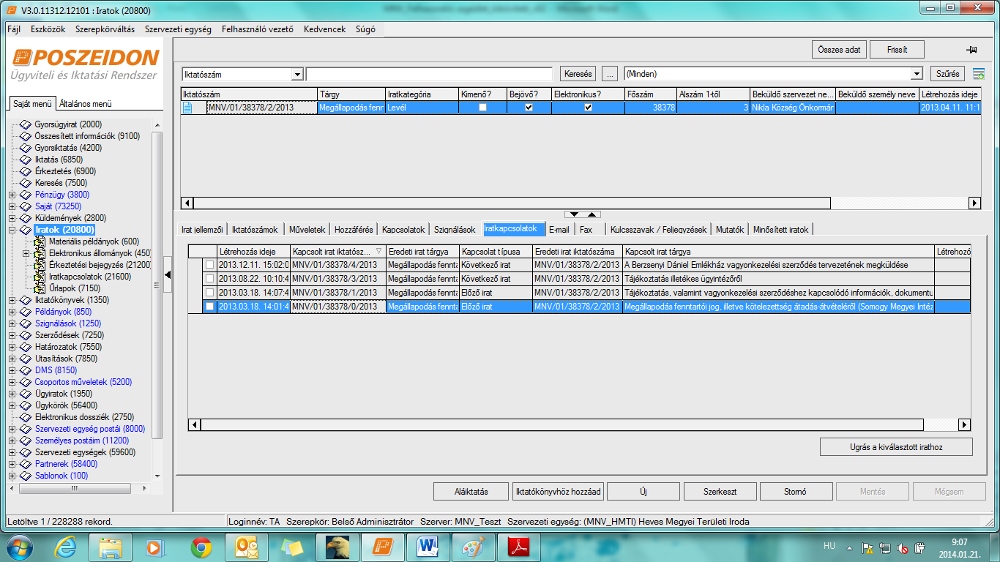 V3.0.11312.12101 : Iratok (20800)
Fájl Eszközök Szerepkörváltás Szervezeti egység Felhasználó vezető Kedvencek Súgó
POSZEIDON
Ügyviteli és Iktatási Rendszer
Összes adat Frissít
Iktatószám Keresés ... (Minden) Szűrés
Saját menü Általános menü
Iktatószám Tárgy Iratkategória Kimenő? Bejövő? Elektronikus? Főszám Alszám 1-től Beküldő szervezet ne... Beküldő személy neve Létrehozás ideje
MNV/01/38378/2/2013 Megállapodás fenn Levél 38378 3 Nikla Község Önkormár 2013.04.11. 11:1
Gyorsügyirat (2000)
Összesített információk (9100)
Gyorsiktatás (4200)
Iktatás (6850)
Érkeztetés (6900)
Keresés (7500)
Pénzügy (3800)
Saját (73250)
Küldemények (2800)
Iratok (20800)
Materiális példányok (600)
Elektronikus állományok (450
Érkeztetési bejegyzés (21200
Iratkapcsolatok (21600)
Űrlapok (7150)
Iktatókönyvek (1350)
Példányok (850)
Szignálások (1250)
Szerződések (7250)
Határozatok (7550)
Utasítások (7850)
DMS (8150)
Csoportos műveletek (5200)
Ügyiratok (1950)
Ügykörök (56400)
Elektronikus dossziék (2750)
Szervezeti egység postái (8000)
Személyes postáim (11200)
Szervezeti egységek (59600)
Partnerek (58400)
Sablonok (100)
Irat jellemzői Iktatószámok Műveletek Hozzáférés Kapcsolatok Szignálások Iratkapcsolatok E-mail Fax Kulcsszavak / Feljegyzések Mutatók Minősített iratok
Létrehozás ideje Kapcsolt irat iktatósz... Eredeti irat tárgya Kapcsolat típusa Eredeti irat iktatószáma Kapcsolt irat tárgya Létrehozó
2013.12.11. 15:02:0 MNV/01/38378/4/2013 Megállapodás fennta Következő irat MNV/01/38378/2/2013 A Berzsenyi Dániel Emlékház vagyonkezelési szerződés tervezetének megküldése
2013.08.22. 10:10:4 MNV/01/38378/3/2013 Megállapodás fennta Következő irat MNV/01/38378/2/2013 Tájékoztatás illetékes ügyintézőről
2013.03.18. 14:07:4 MNV/01/38378/1/2013 Megállapodás fennta Előző irat MNV/01/38378/2/2013 Tájékoztatás, valamint vagyonkezelési szerződéshez kapcsolódó információk, dokumentu
2013.03.18. 14:01:4 MNV/01/38378/0/2013 Megállapodás fennta Előző irat MNV/01/38378/2/2013 Megállapodás fenntartói jog, illetve kötelezettség átadás-átvételéről (Somogy Megyei Intéz
Ugrás a kiválasztott irathoz
Aláiktatás Iktatókönyvhöz hozzáad Új Szerkeszt Stornó Mentés Mégsem
Letöltve 1 / 228288 rekord. Loginnév: TA Szerepkör: Belső Adminisztrátor Szerver: MNV_Teszt Szervezeti egység: (MNV_HMTI) Heves Megyei Területi Iroda
HU 9:07
2014.01.21.